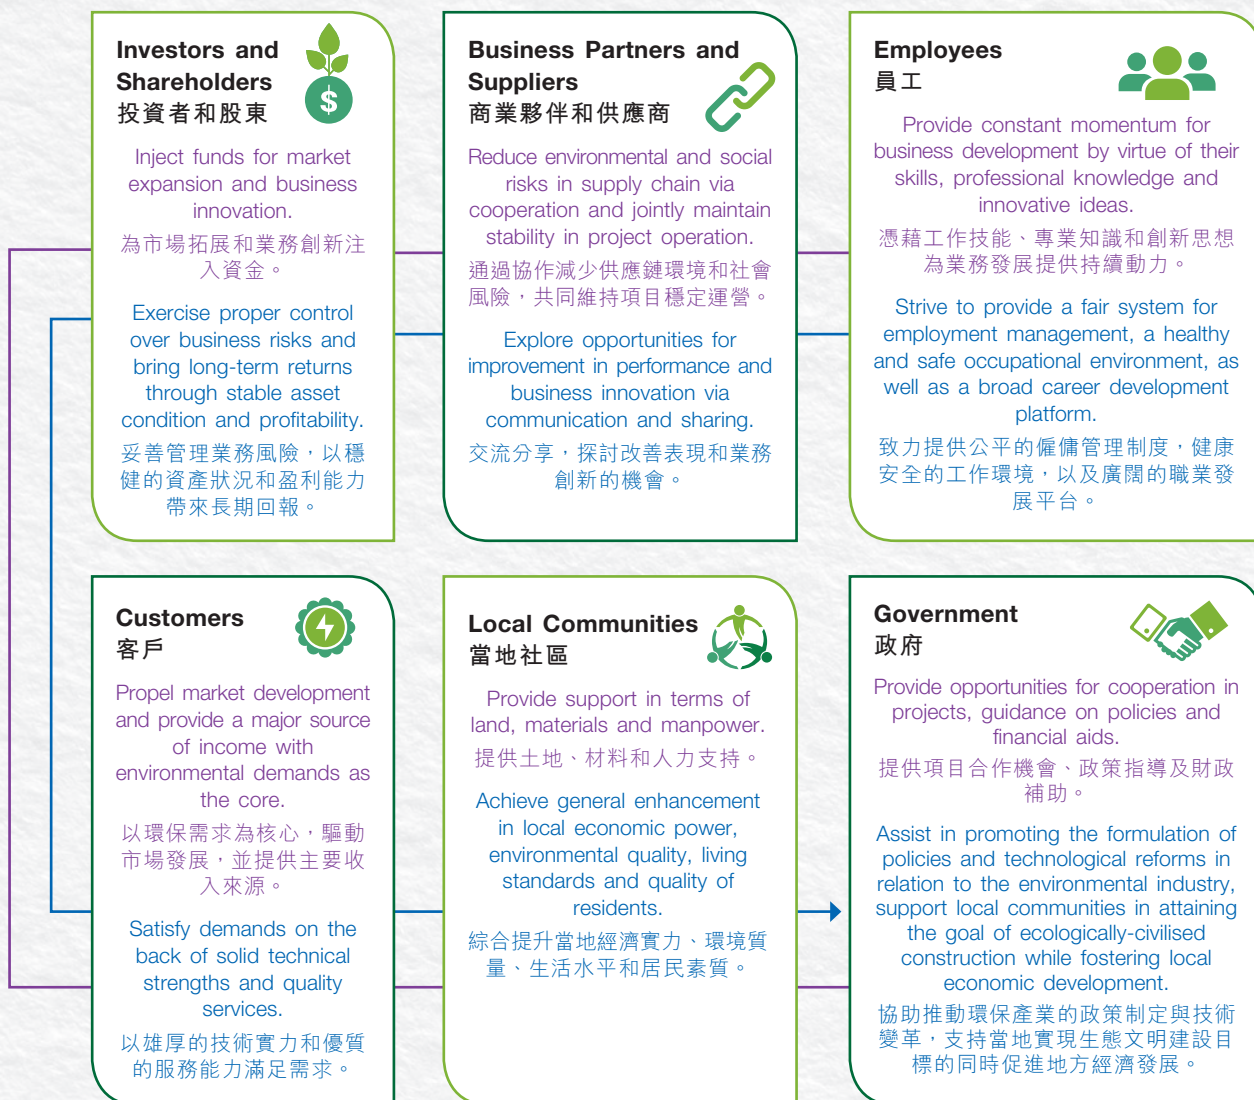 Investors and
Shareholders
投資者和股東
$
Inject funds for market
expansion and business
innovation.
為市場拓展和業務創新注
入資金。
Exercise proper control
over business risks and
bring long-term returns
through stable asset
condition and profitability.
妥善管理業務風險，以穩
健的資產狀況和盈利能力
帶來長期回報。
Business Partners and
Suppliers
商業夥伴和供應商
Reduce environmental and social
risks in supply chain via
cooperation and jointly maintain
stability in project operation.
通過協作減少供應鏈環境和社會
風險，共同維持項目穩定運營。
Explore opportunities for
improvement in performance and
business innovation via
communication and sharing.
交流分享，探討改善表現和業務
創新的機會。
Employees
員工
Provide constant momentum for
business development by virtue of their
skills, professional knowledge and
innovative ideas.
憑藉工作技能、專業知識和創新思想
為業務發展提供持續動力。
Strive to provide a fair system for
employment management, a healthy
and safe occupational environment, as
well as a broad career development
platform.
致力提供公平的僱傭管理制度，健康
安全的工作環境，以及廣闊的職業發
展平台。
Customers
客戶
Propel market development
and provide a major source
of income with
environmental demands as
the core.
以環保需求為核心，驅動
市場發展，並提供主要收
入來源。
Satisfy demands on the
back of solid technical
strengths and quality
services.
以雄厚的技術實力和優質
的服務能力滿足需求。
Local Communities
當地社區
Provide support in terms of
land, materials and manpower.
提供土地、材料和人力支持。
Achieve general enhancement
in local economic power,
environmental quality, living
standards and quality of
residents.
綜合提升當地經濟實力、環境質
量、生活水平和居民素質。
Government
政府
Provide opportunities for cooperation in
projects, guidance on policies and
financial aids.
提供項目合作機會、政策指導及財政
補助。
Assist in promoting the formulation of
policies and technological reforms in
relation to the environmental industry,
support local communities in attaining
the goal of ecologically-civilised
construction while fostering local
economic development.
協助推動環保產業的政策制定與技術
變革，支持當地實現生態文明建設目
標的同時促進地方經濟發展。